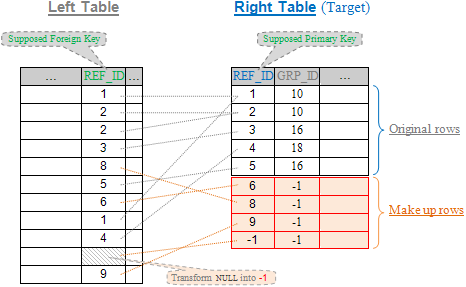 Left Table
Right Table (Target)
Supposed Foreign Key
Supposed Primary Key
... REF_ID ...
REF_ID GRP_ID ...
1
2
2
3
8
5
6
1
4
9
1 10
2 10
3 16
4 18
5 16
6 -1
8 -1
9 -1
-1 -1
Original rows
Make up rows
Transform NULL into -1